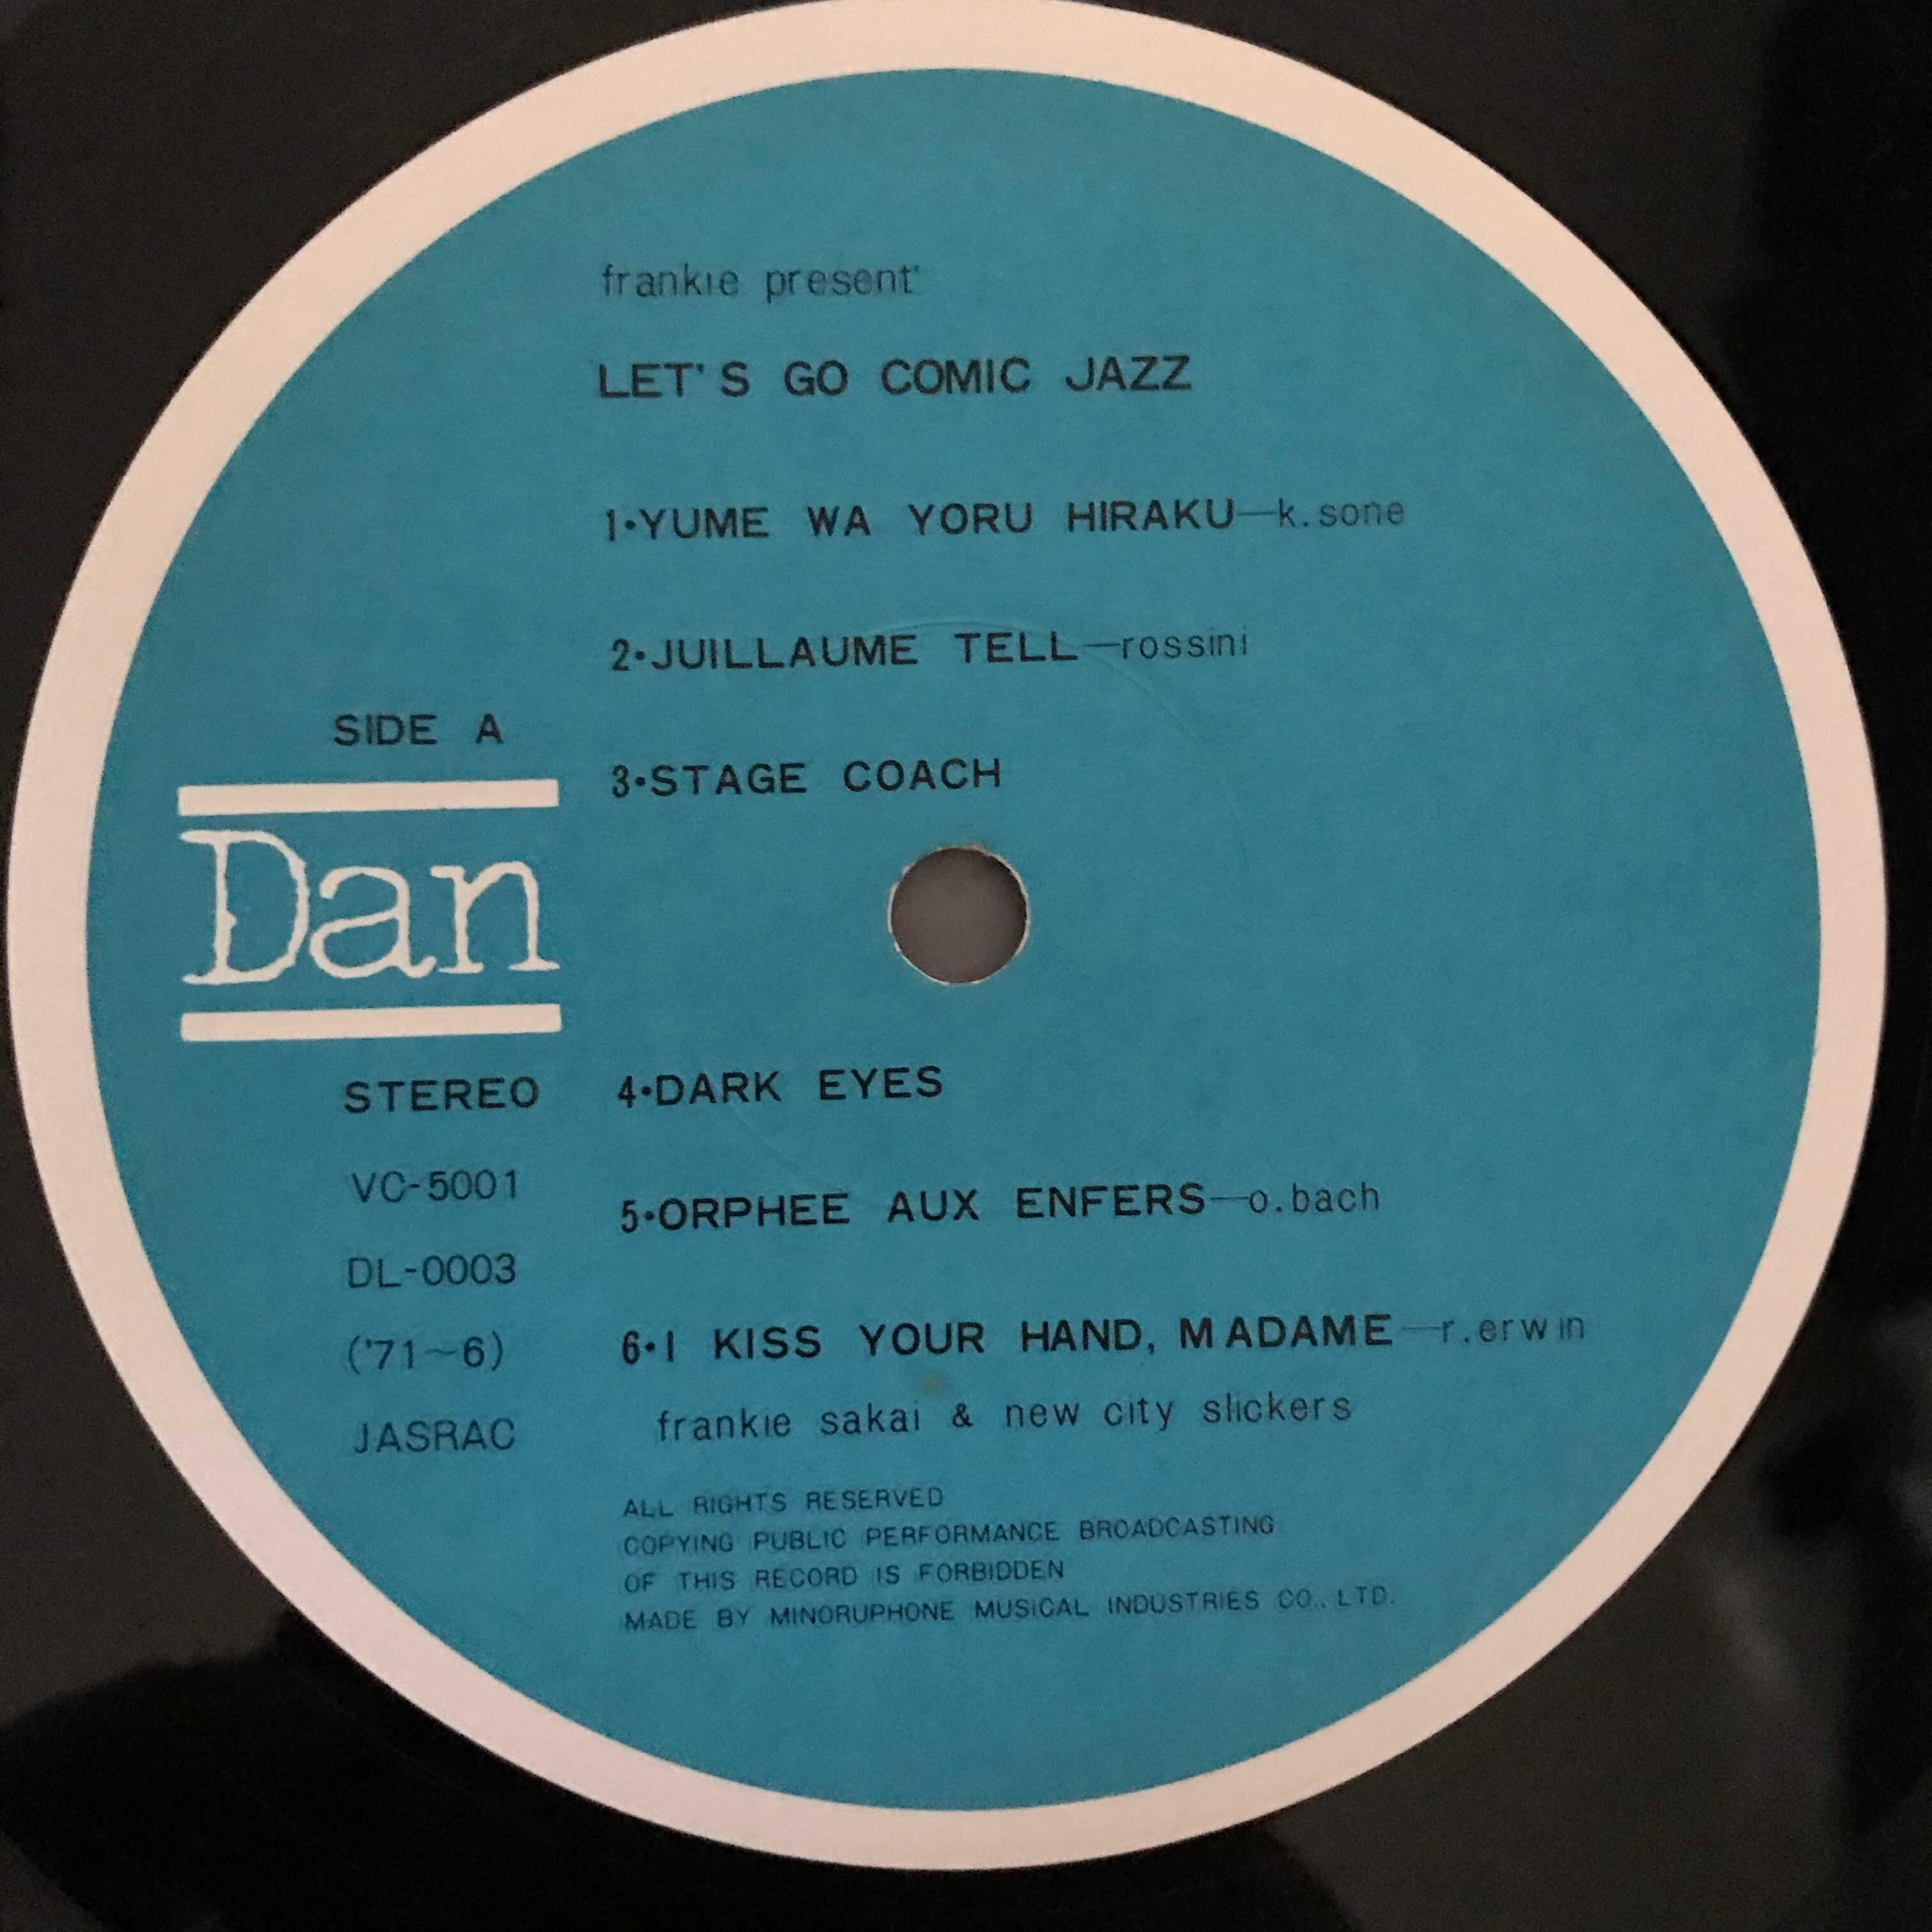 frankie present'
LET'S GO COMIC JAZZ
1•YUME WA YORU HIRAKU—k.sone
2•JUILLAUME TELL—rossini
SIDE A
3•STAGE COACH
Dan
STEREO
4•DARK EYES
VC-5001
5•ORPHEE AUX ENFERS—o.bach
DL-0003
('71~6)
6•I KISS YOUR HAND, MADAME—r.erwin
JASRAC
frankie sakai & new city slickers
ALL RIGHTS RESERVED
COPYING PUBLIC PERFORMANCE BROADCASTING
OF THIS RECORD IS FORBIDDEN
MADE BY MINORUPHONE MUSICAL INDUSTRIES CO., LTD.